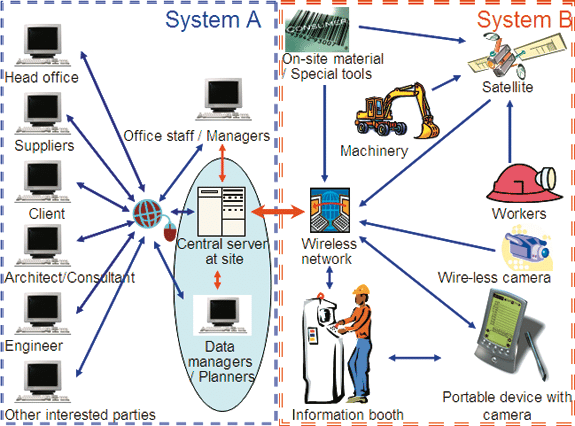 System A
System B
Head office
Suppliers
Client
Architect/Consultant
Engineer
Other interested parties
Office staff / Managers
Central server
at site
Data
managers
/ Planners
On-site material
/ Special tools
Satellite
Machinery
Workers
Wireless
network
Wire-less camera
Information booth
Portable device with
camera